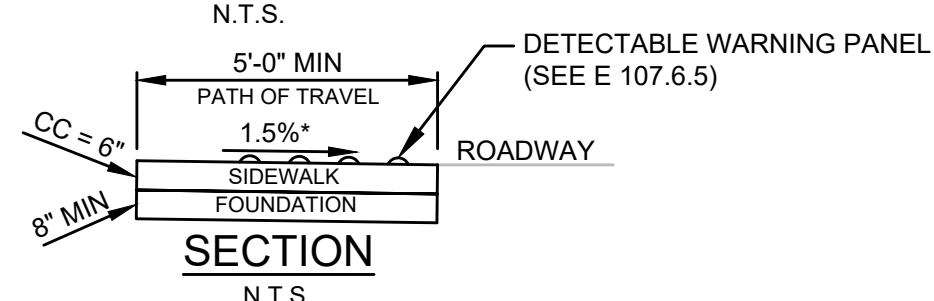 N.T.S.
DETECTABLE WARNING PANEL
(SEE E 107.6.5)
5'-0" MIN
PATH OF TRAVEL
CC = 6"
1.5%*
ROADWAY
SIDEWALK
8" MIN
FOUNDATION
SECTION
N.T.S.